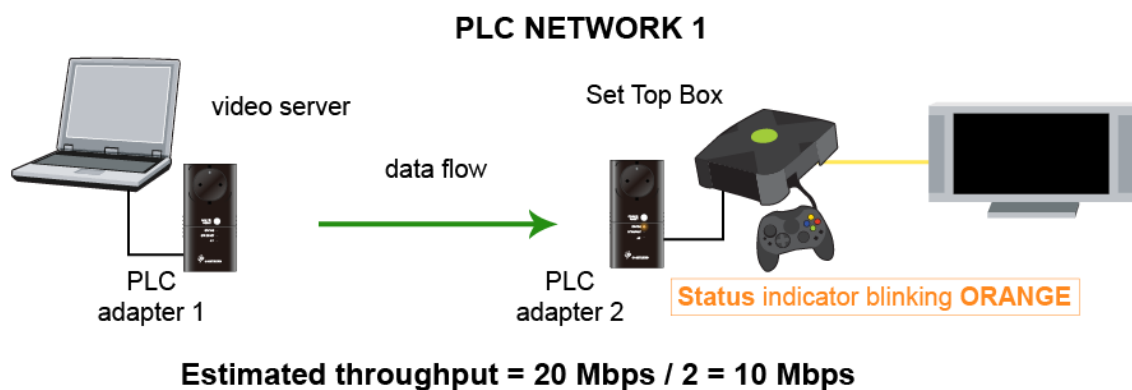 PLC NETWORK 1
video server
Set Top Box
data flow
PLC
adapter 1
PLC
adapter 2
Status indicator blinking ORANGE
Estimated throughput = 20 Mbps / 2 = 10 Mbps